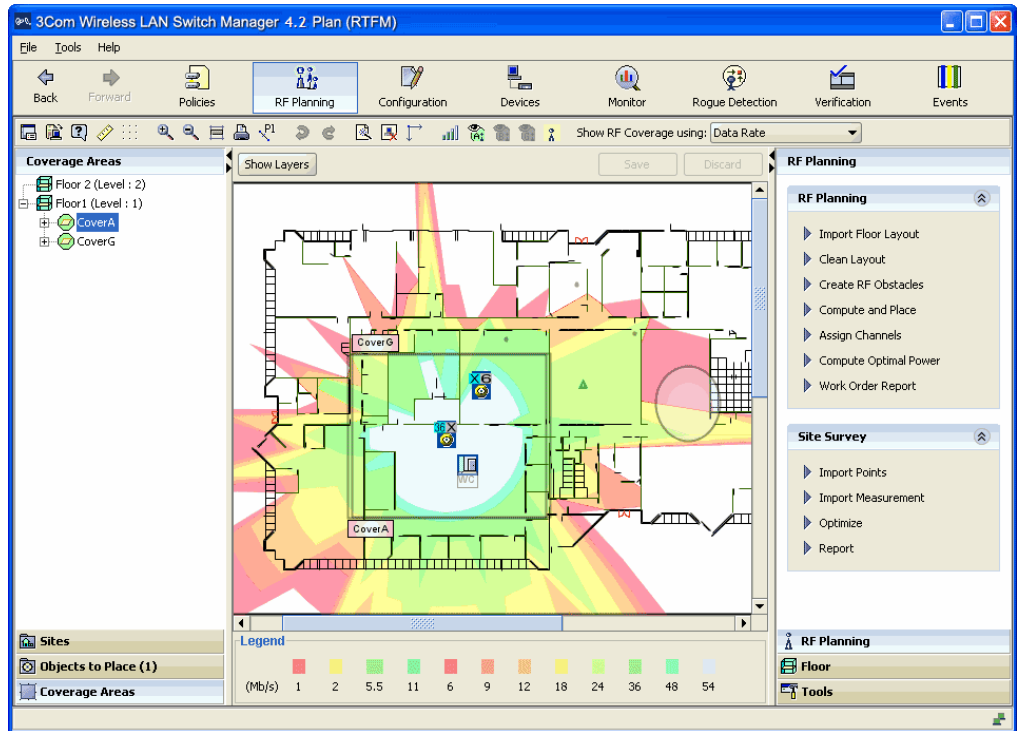 3Com Wireless LAN Switch Manager 4.2 Plan (RTFM)
File Tools Help
Back Forward Policies RF Planning Configuration Devices Monitor Rogue Detection Verification Events
Show RF Coverage using: Data Rate
Coverage Areas
Floor 2 (Level : 2)
Floor1 (Level : 1)
CoverA
CoverG
Sites
Objects to Place (1)
Coverage Areas
Show Layers Save Discard
CoverG
X6
36X
WC
CoverA
Legend
(Mb/s) 1 2 5.5 11 6 9 12 18 24 36 48 54
RF Planning
RF Planning
Import Floor Layout
Clean Layout
Create RF Obstacles
Compute and Place
Assign Channels
Compute Optimal Power
Work Order Report
Site Survey
Import Points
Import Measurement
Optimize
Report
RF Planning
Floor
Tools